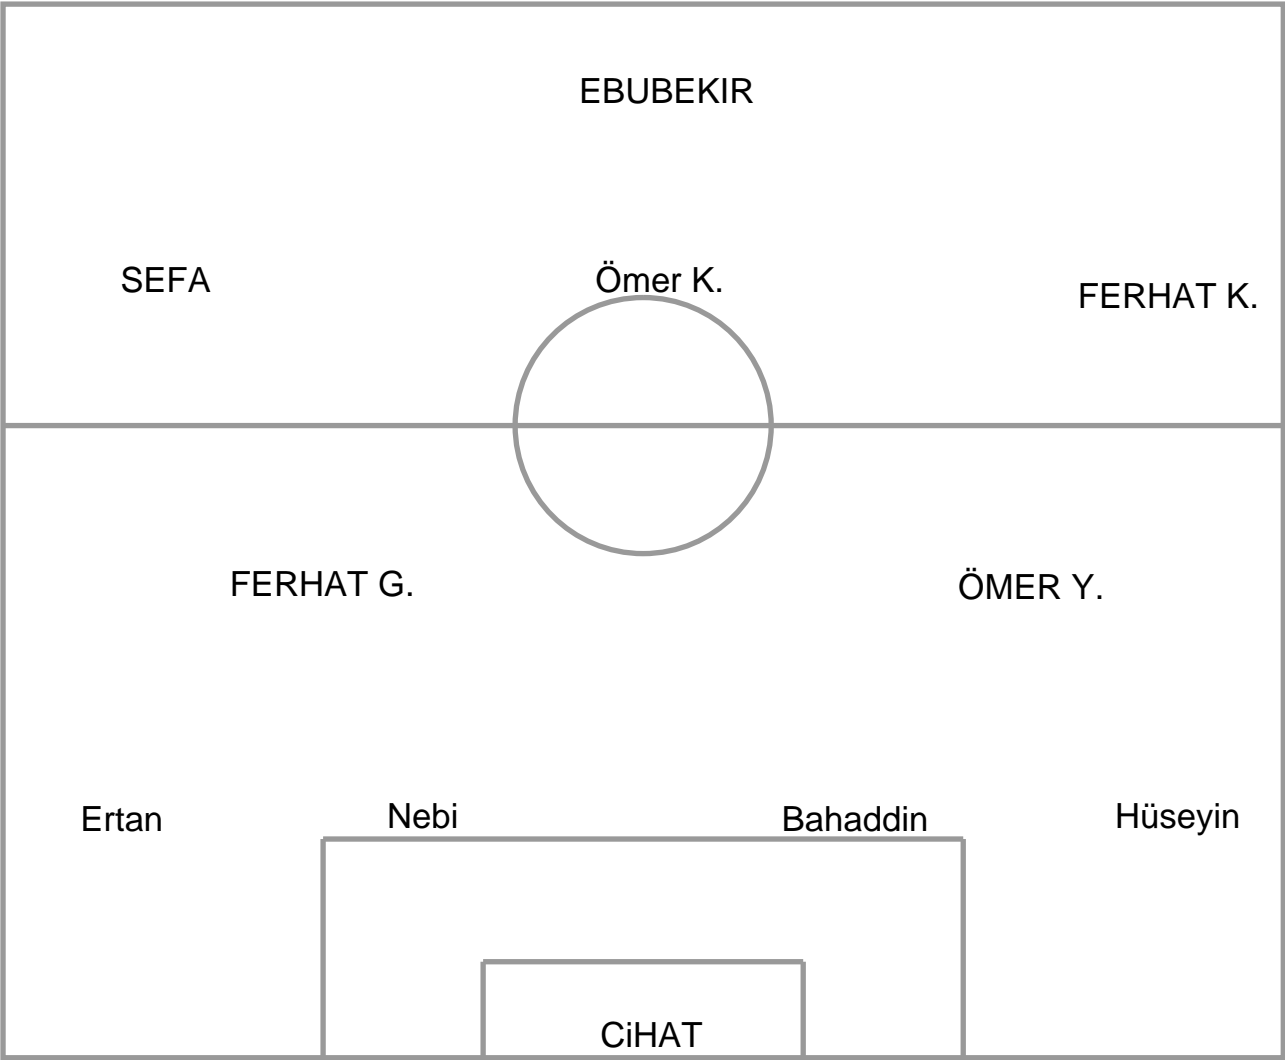 EBUBEKIR
SEFA
Ömer K.
FERHAT K.
FERHAT G.
ÖMER Y.
Ertan
Nebi
Bahaddin
Hüseyin
CiHAT